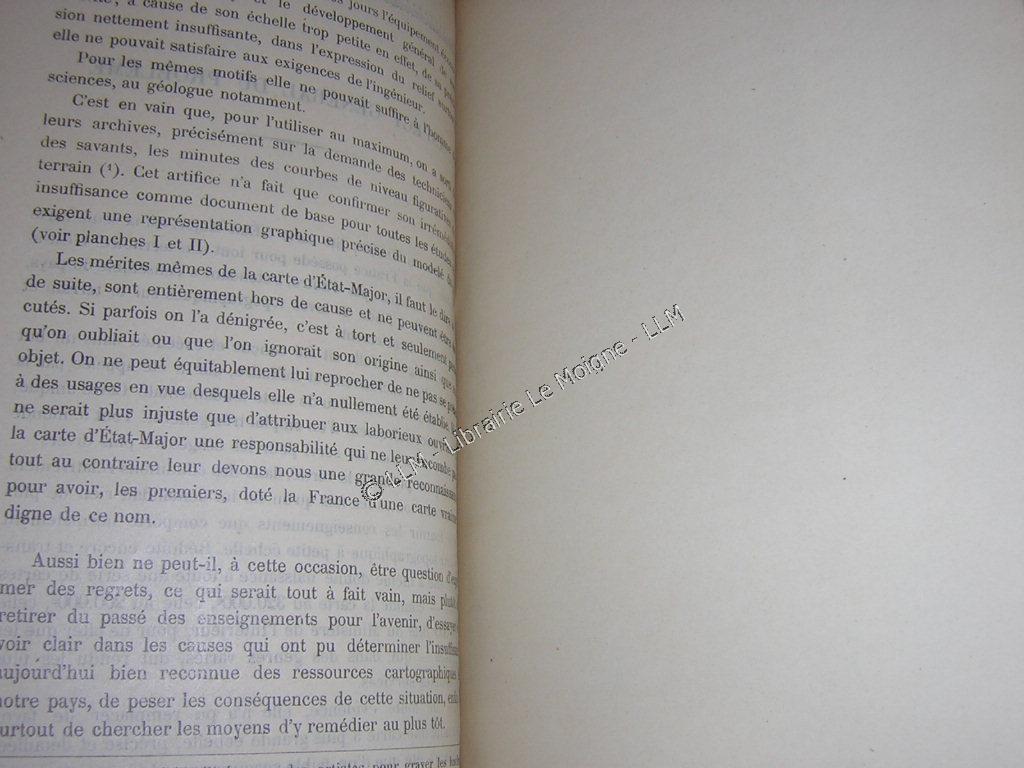 jours l'équipement
à cause de son échelle trop petite en effet, de sa
et le développement général de
sion nettement insuffisante, dans l'expression du relief
elle ne pouvait satisfaire aux exigences de l'ingénieur.
Pour les mêmes motifs elle ne pouvait suffire à l'homme
sciences, au géologue notamment.
C'est en vain que, pour l'utiliser au maximum, on a
leurs archives, précisément sur la demande des techniciens
des savants, les minutes des courbes de niveau figuratives
terrain (1). Cet artifice n'a fait que confirmer son
insuffisance comme document de base pour toutes les études
exigent une représentation graphique précise du modelé
(voir planches I et II).
Les mérites mêmes de la carte d'État-Major, il faut le dire
de suite, sont entièrement hors de cause et ne peuvent être
cutés. Si parfois on l'a dénigrée, c'est à tort et seulement
qu'on oubliait ou que l'on ignorait son origine ainsi que
objet. On ne peut équitablement lui reprocher de ne pas se
à des usages en vue desquels elle n'a nullement été établie
ne serait plus injuste que d'attribuer aux laborieux
la carte d'État-Major une responsabilité qui ne leur incombe
tout au contraire leur devons nous une grande reconnaissance
pour avoir, les premiers, doté la France d'une carte
digne de ce nom.
Aussi bien ne peut-il, à cette occasion, être question
mer des regrets, ce qui serait tout à fait vain, mais
retirer du passé des enseignements pour l'avenir, d'essayer
voir clair dans les causes qui ont pu déterminer
aujourd'hui bien reconnue des ressources cartographiques
notre pays, de peser les conséquences de cette situation,
surtout de chercher les moyens d'y remédier au plus tôt.
artistes pour graver les
© LLM - Librairie Le Moigne - LLM